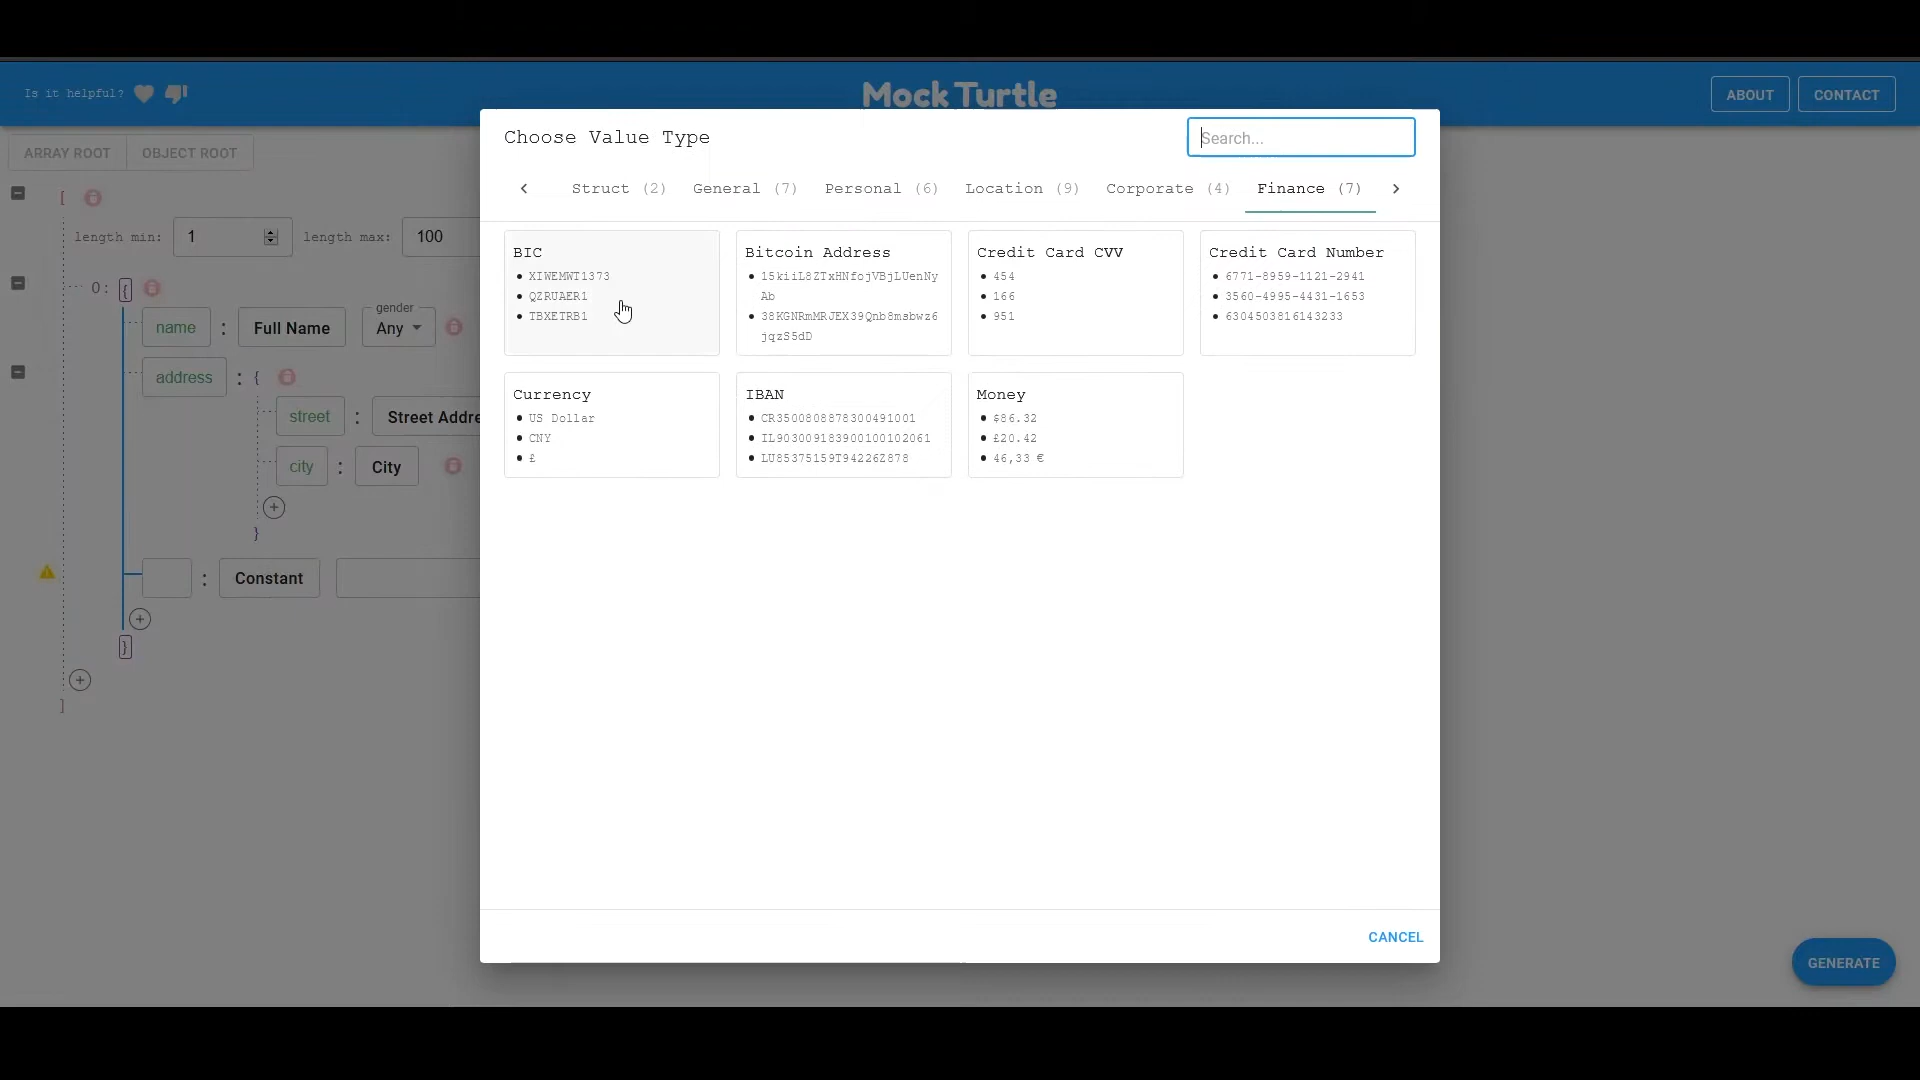 Is it helpful?
Mock Turtle
ABOUT
CONTACT
ARRAY ROOT
OBJECT ROOT
[
length min:
1
length max:
100
0:
{
name
:
Full Name
gender
Any
address
:
{
street
:
Street Addre
city
:
City
+
}
:
Constant
+
}
+
]
Choose Value Type
Search...
Struct (2)
General (7)
Personal (6)
Location (9)
Corporate (4)
Finance (7)
BIC
XIWEMWT1373
QZRUAER1
TBXETRB1
Bitcoin Address
15kiiL8ZTxHNfojVBjLUenNy
Ab
38KGNRmMRJEX39Qnb8msbwz6
jqzS5dD
Credit Card CVV
454
166
951
Credit Card Number
6771-8959-1121-2941
3560-4995-4431-1653
6304503816143233
Currency
US Dollar
CNY
£
IBAN
CR3500808878300491001
IL903009183900100102061
LU85375159T94226Z878
Money
$86.32
£20.42
46,33 €
CANCEL
GENERATE